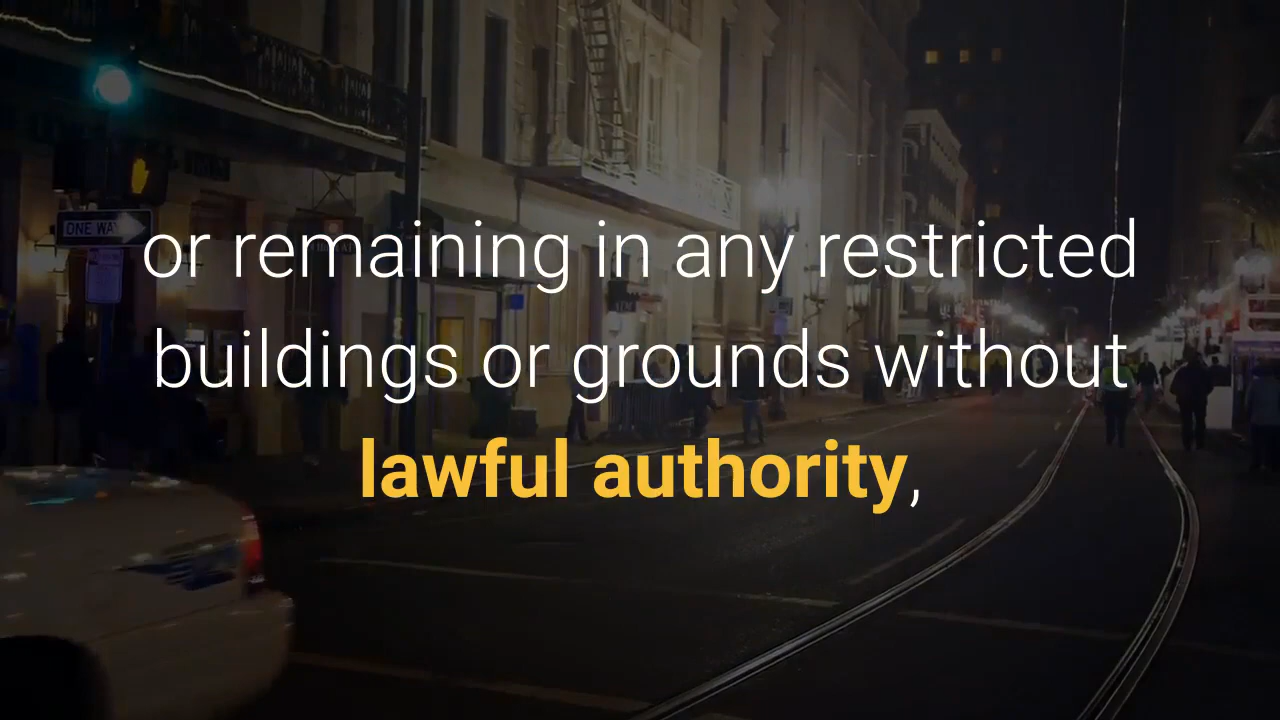 ONE WAY
or remaining in any restricted
buildings or grounds without
lawful authority,